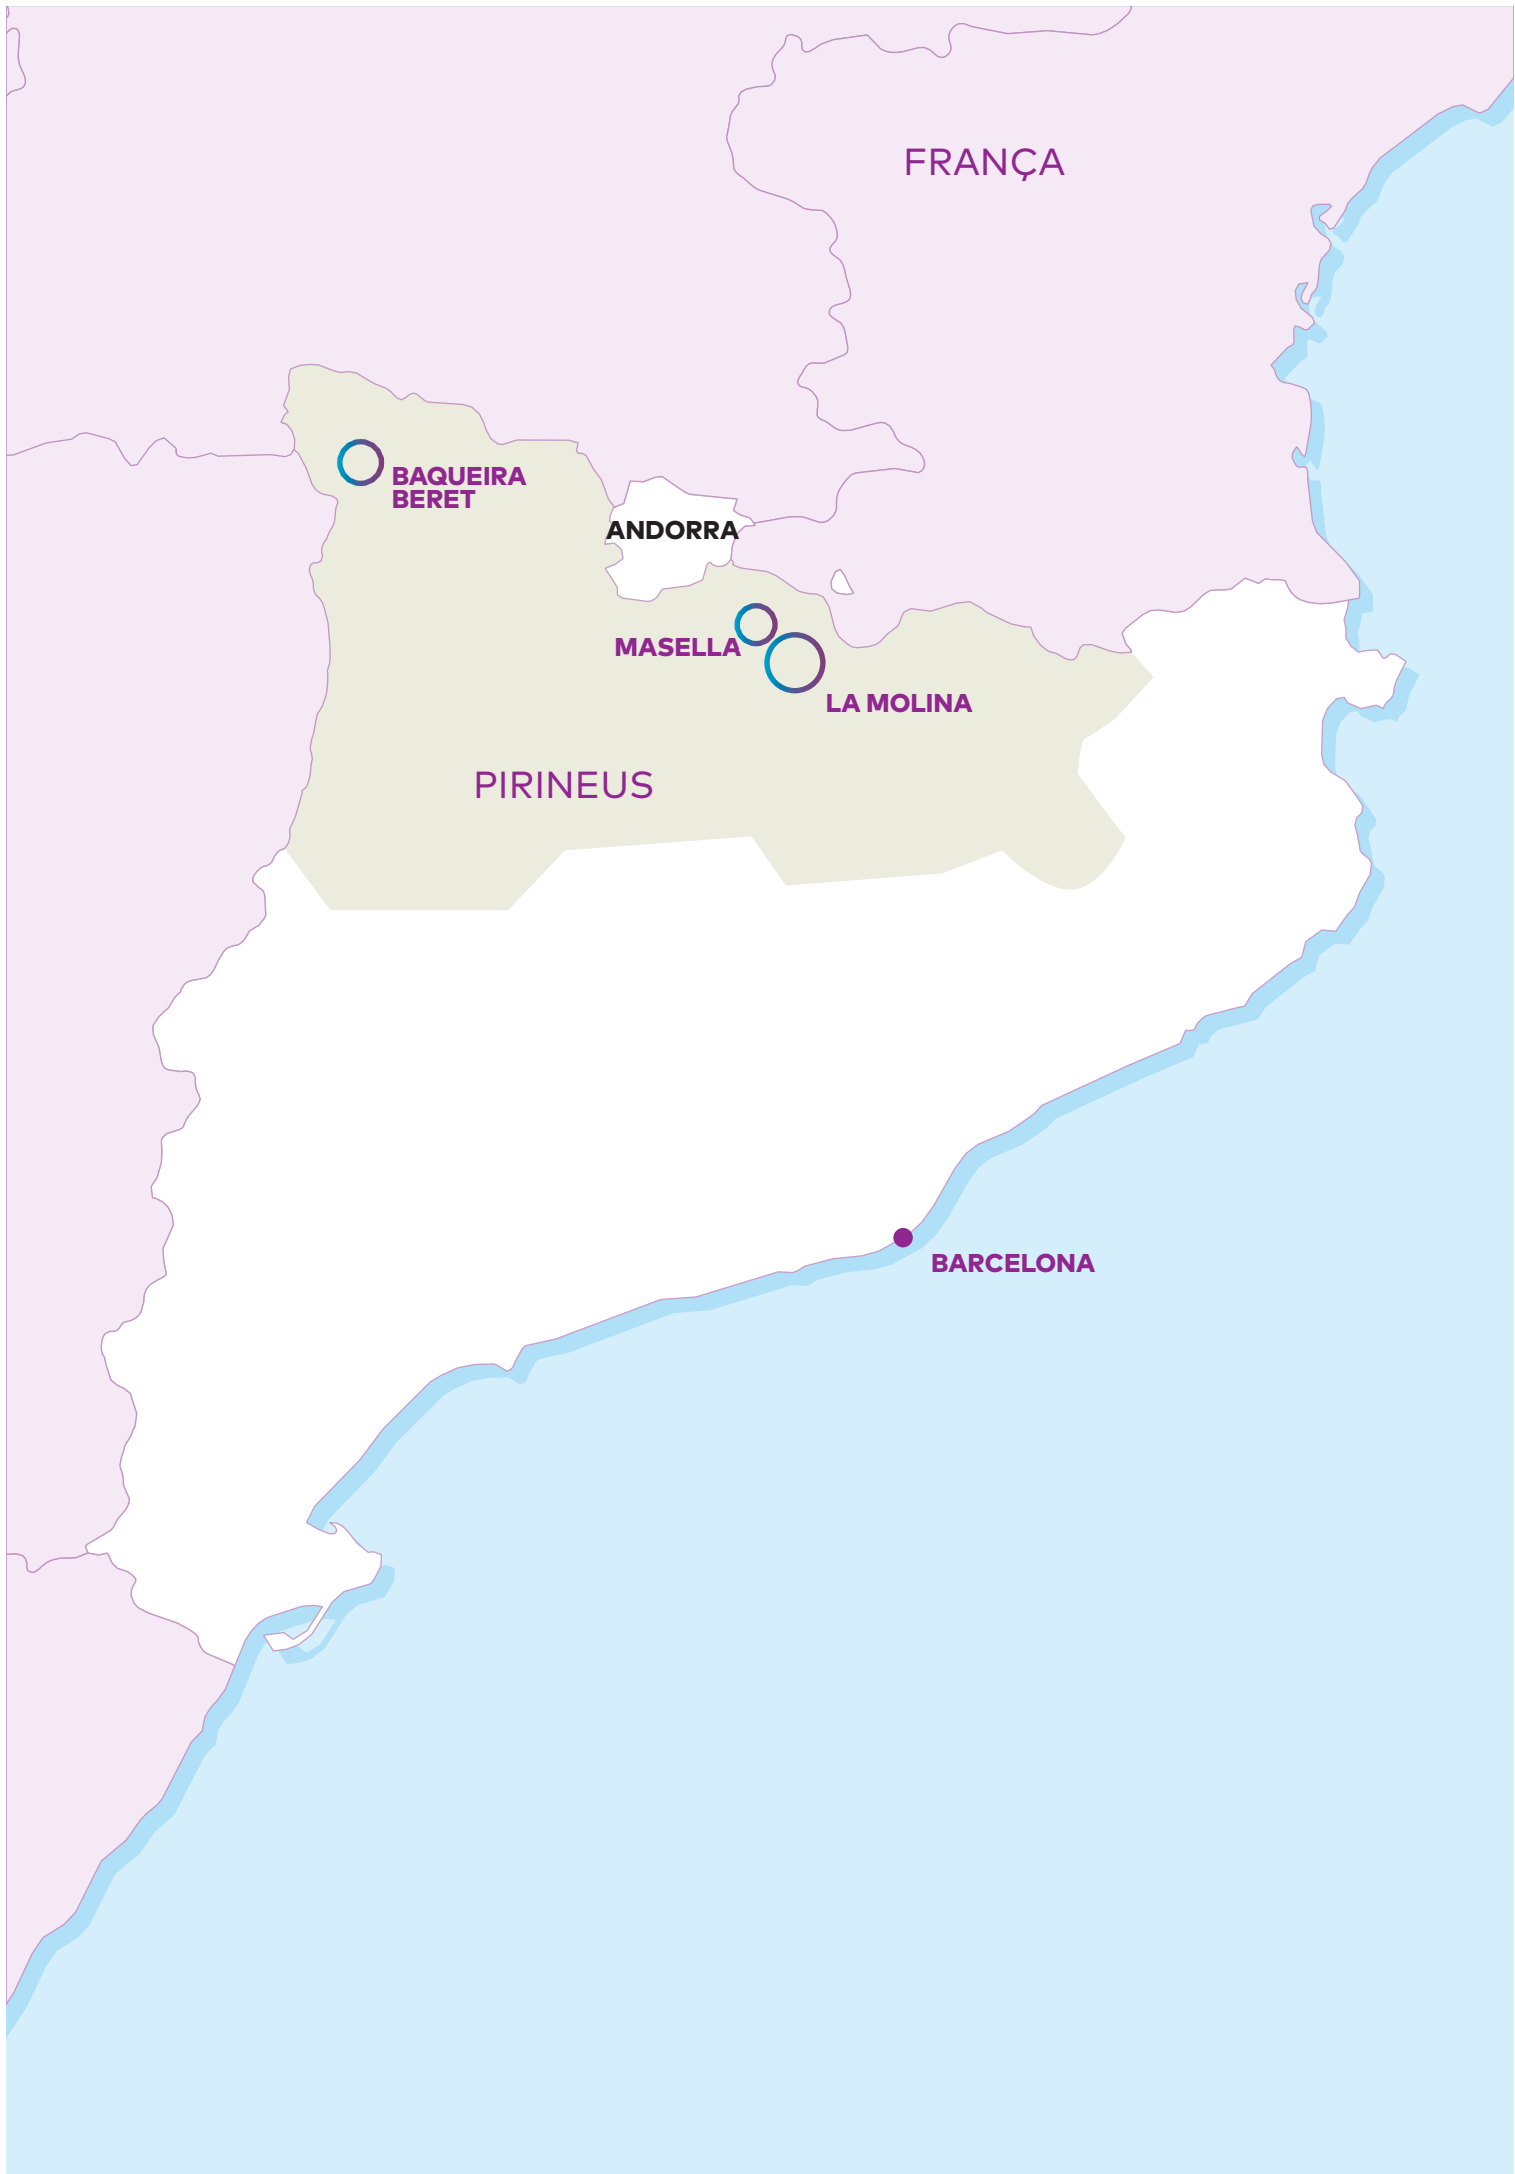 FRANÇA
BAQUEIRA
BERET
ANDORRA
MASELLA
LA MOLINA
PIRINEUS
BARCELONA